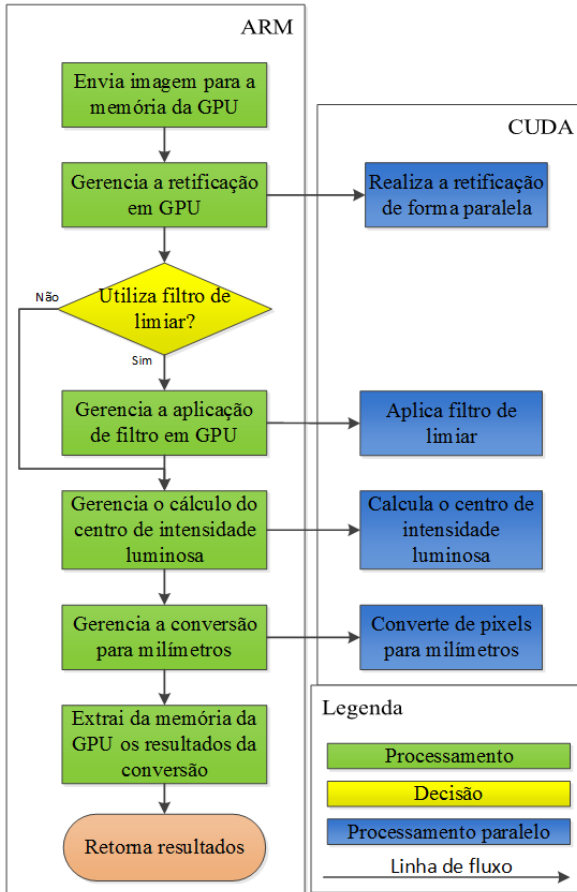 ARM
Envia imagem para a
memória da GPU
CUDA
Gerencia a retificação
em GPU
Realiza a retificação
de forma paralela
Não
Utiliza filtro de
limiar?
Sim
Gerencia a aplicação
de filtro em GPU
Aplica filtro de
limiar
Gerencia o cálculo do
centro de intensidade
luminosa
Calcula o centro de
intensidade
luminosa
Gerencia a conversão
para milímetros
Converte de pixels
para milímetros
Extrai da memória da
GPU os resultados da
conversão
Retorna resultados
Legenda
Processamento
Decisão
Processamento paralelo
Linha de fluxo